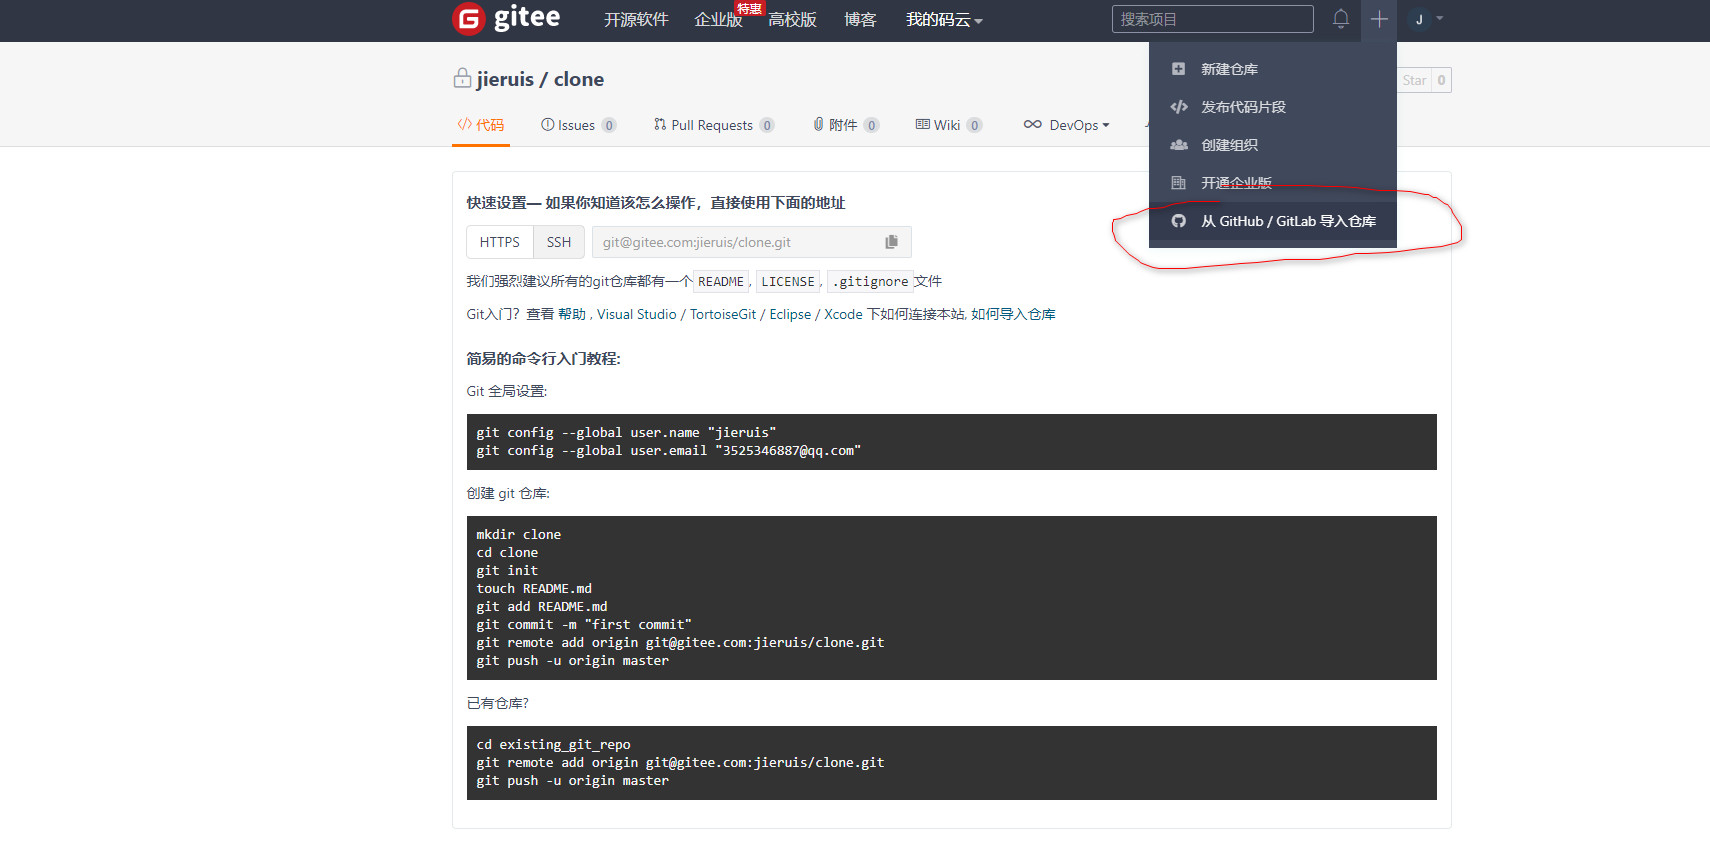 gitee 开源软件 企业版 特惠 高校版 博客 我的码云 搜索项目 J
jieruis / clone
新建仓库
发布代码片段
创建组织
开通企业版
从 GitHub / GitLab 导入仓库
Star 0
代码 Issues 0 Pull Requests 0 附件 0 Wiki 0 DevOps
快速设置— 如果你知道该怎么操作，直接使用下面的地址
HTTPS SSH git@gitee.com:jieruis/clone.git
我们强烈建议所有的git仓库都有一个 README, LICENSE, .gitignore 文件
Git入门？查看 帮助 , Visual Studio / TortoiseGit / Eclipse / Xcode 下如何连接本站, 如何导入仓库
简易的命令行入门教程:
Git 全局设置:
git config --global user.name "jieruis"
git config --global user.email "3525346887@qq.com"
创建 git 仓库:
mkdir clone
cd clone
git init
touch README.md
git add README.md
git commit -m "first commit"
git remote add origin git@gitee.com:jieruis/clone.git
git push -u origin master
已有仓库?
cd existing_git_repo
git remote add origin git@gitee.com:jieruis/clone.git
git push -u origin master